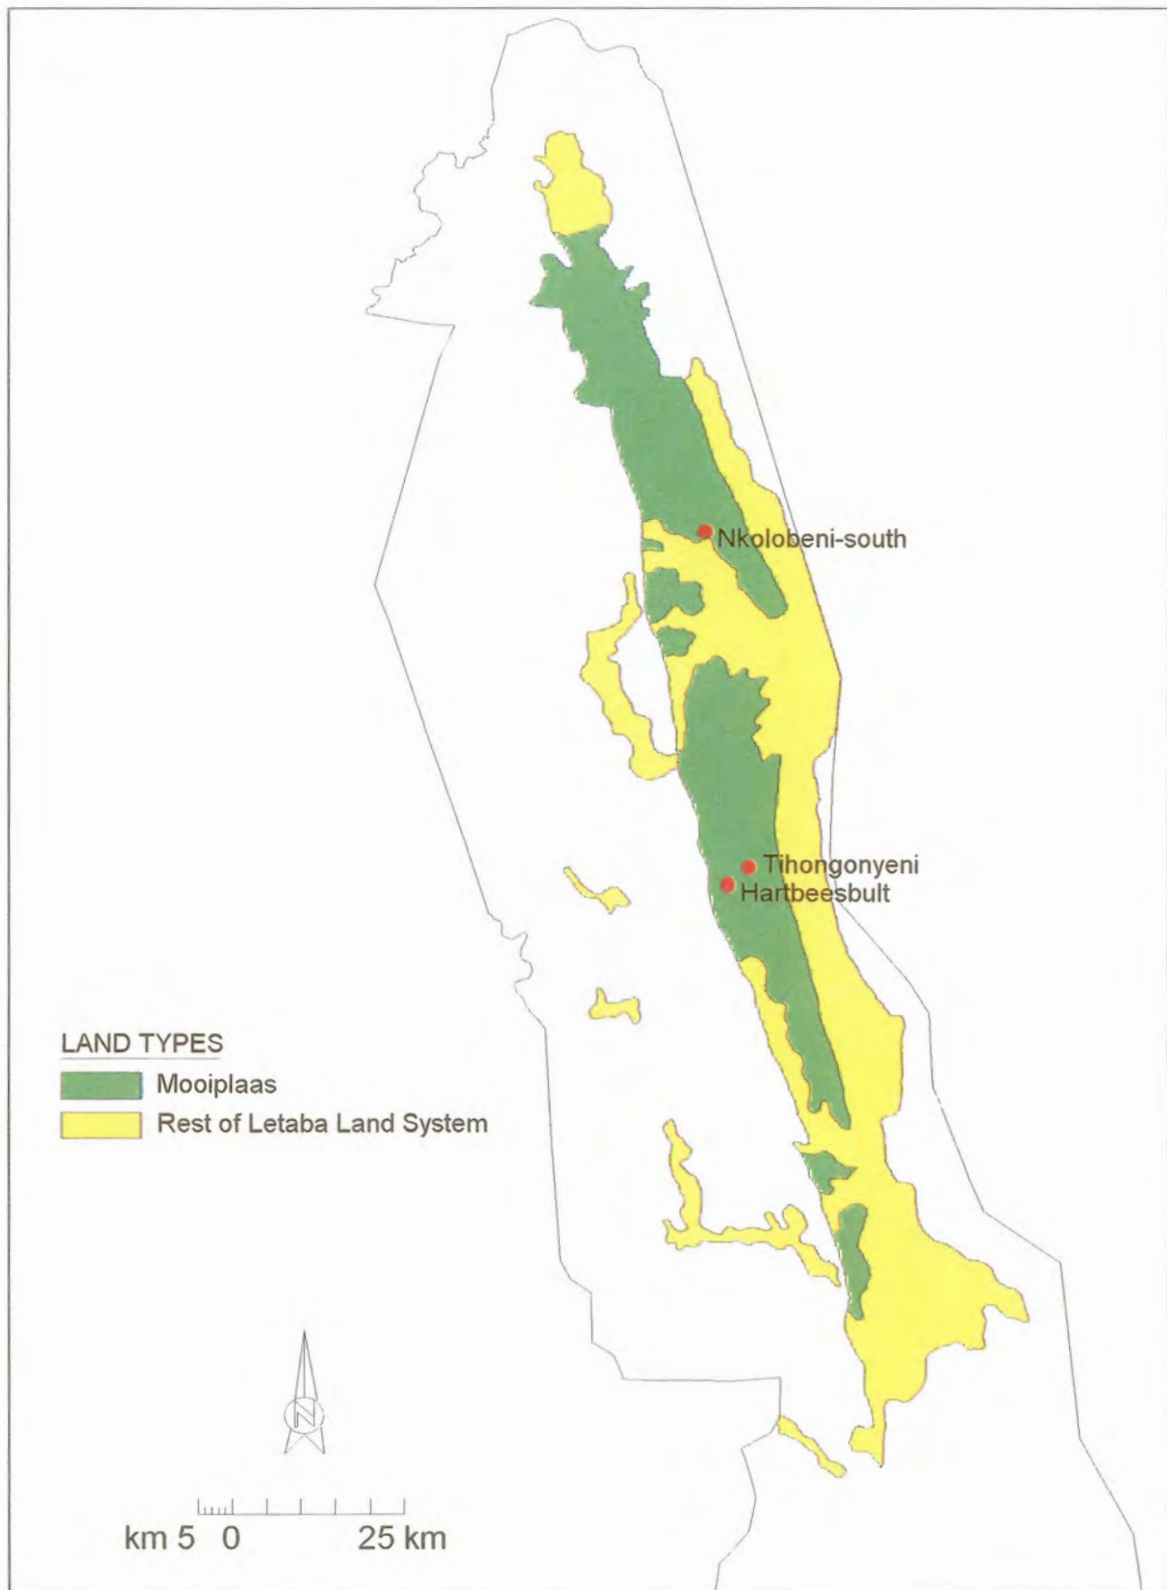 Nkolobeni-south
Tihongonyeni
Hartbeesbult
LAND TYPES
Mooiplaas
Rest of Letaba Land System
N
km 5 0 25 km